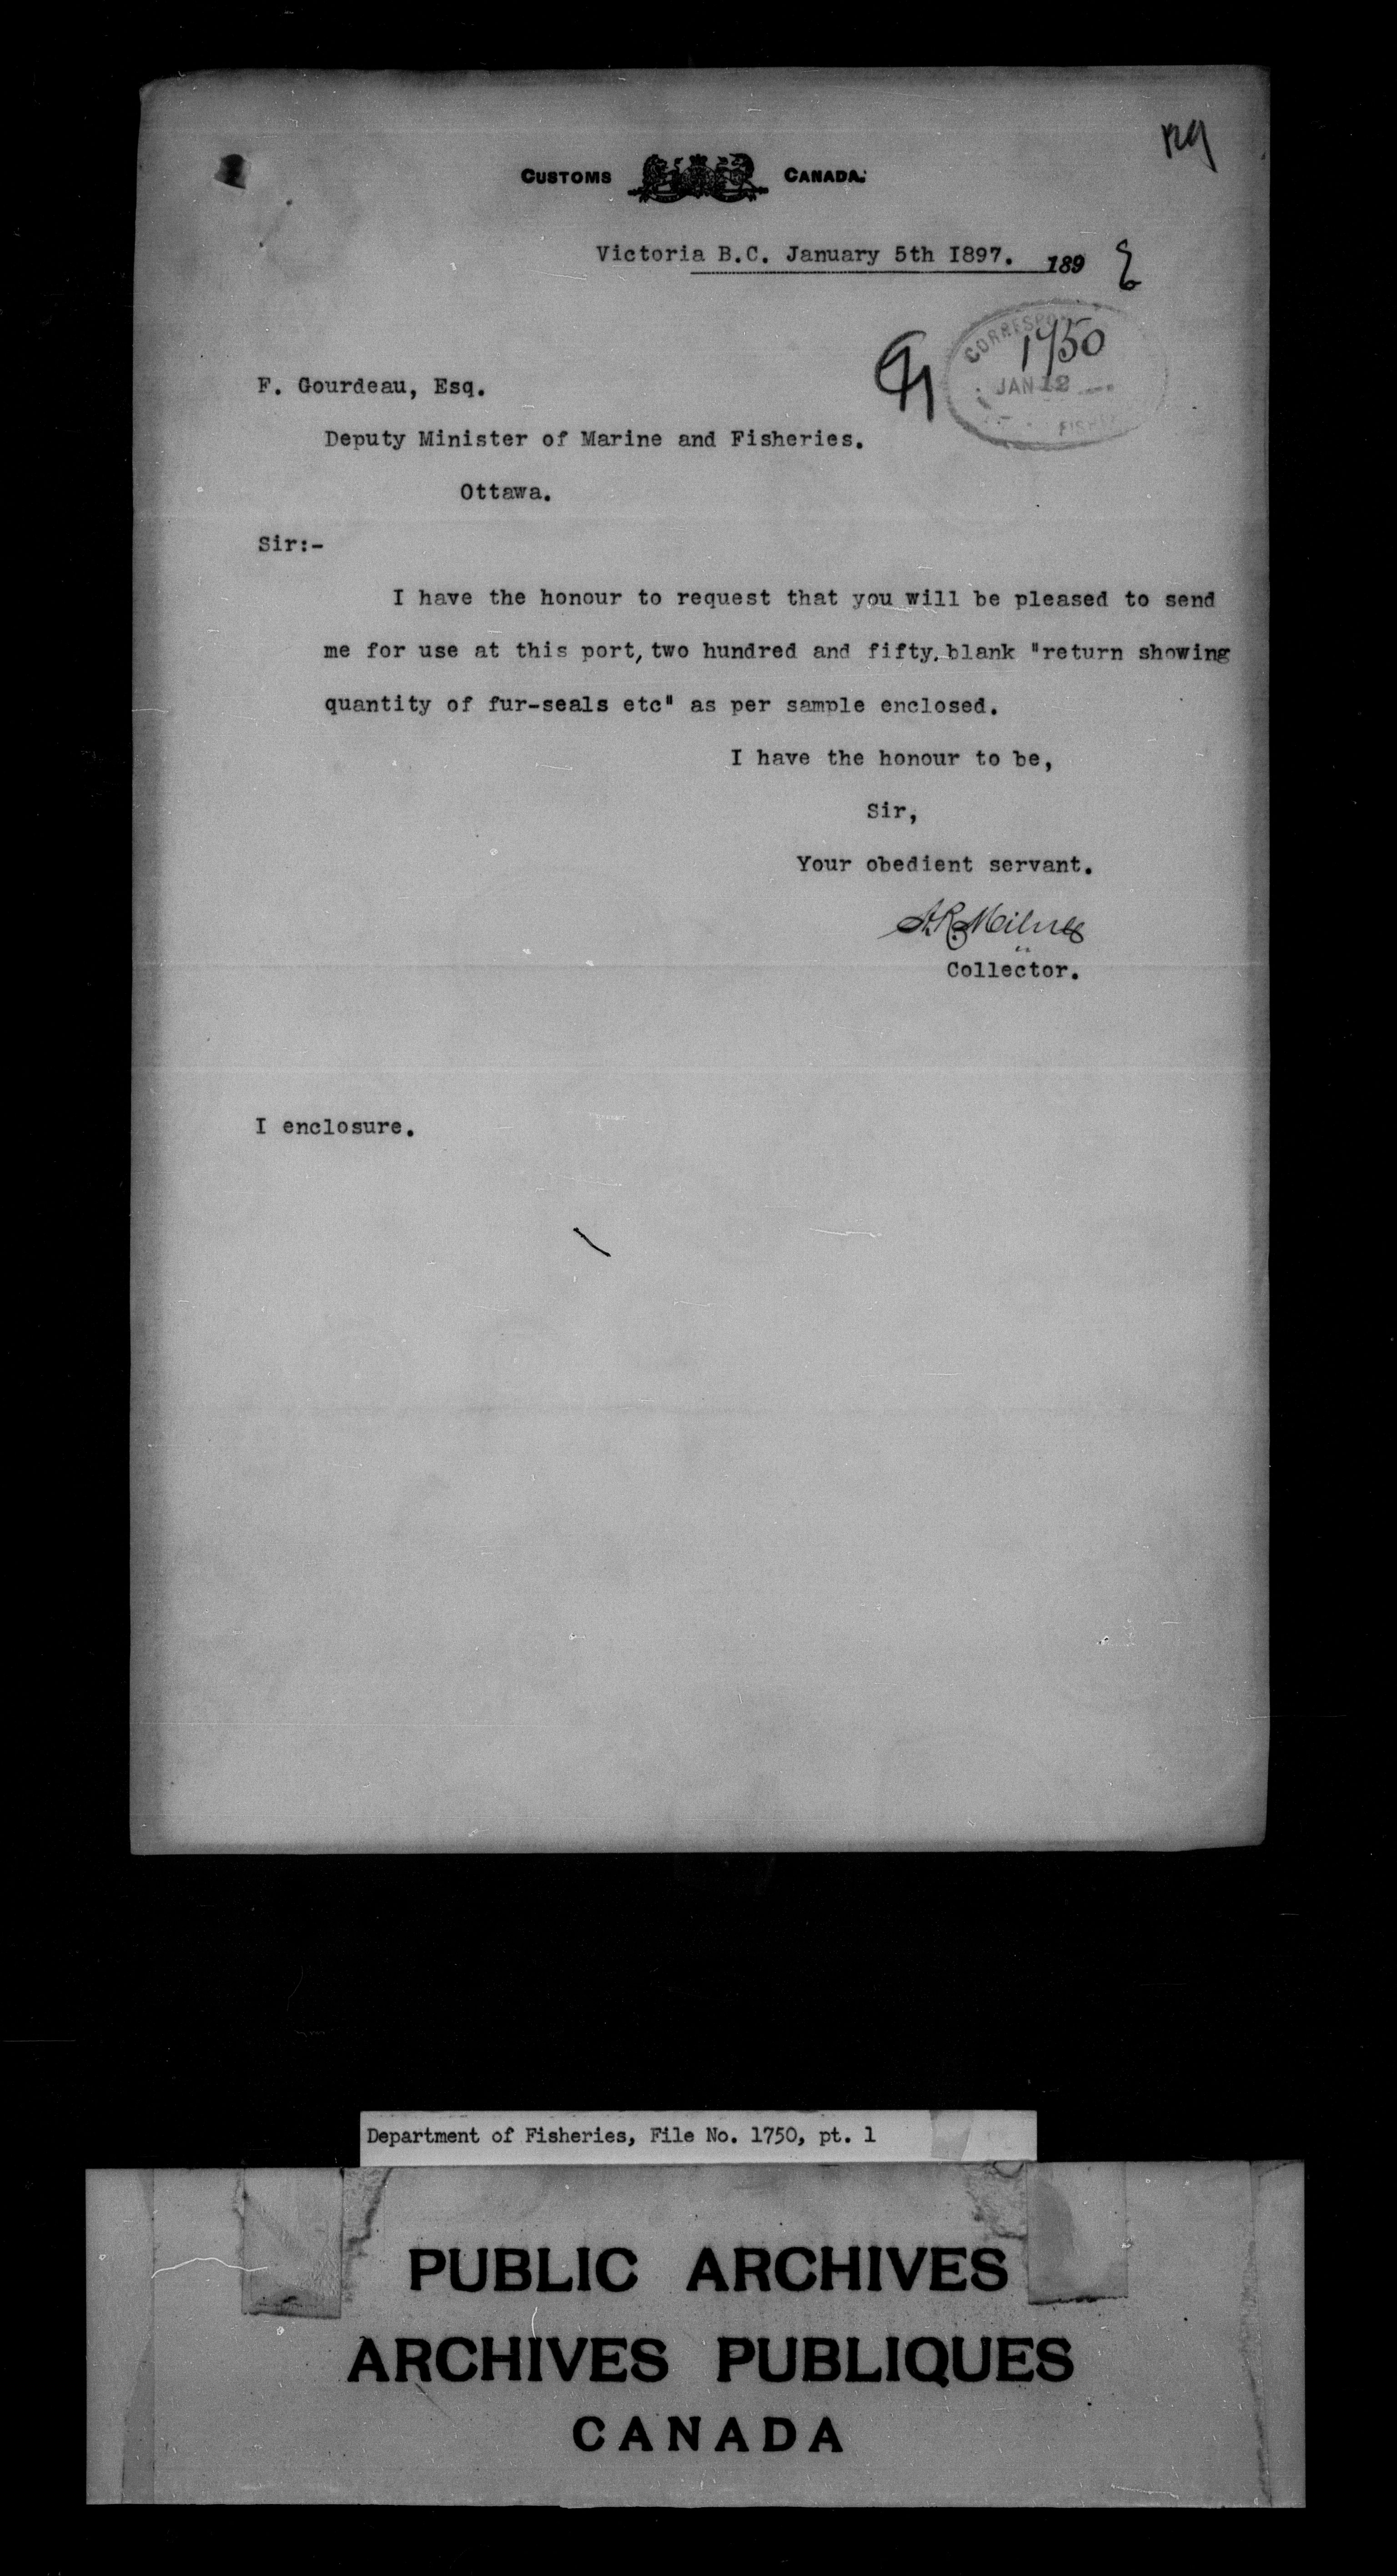 CUSTOMS CANADA.
Victoria B.C. January 5th I897. 189
CORRESPO
1750
JAN 12
FISH
F. Gourdeau, Esq.
Deputy Minister of Marine and Fisheries.
Ottawa.
Sir:-
I have the honour to request that you will be pleased to send
me for use at this port, two hundred and fifty. blank "return showing
quantity of fur-seals etc" as per sample enclosed.
I have the honour to be,
Sir,
Your obedient servant.
A.R. Milne
Collector.
I enclosure.
Department of Fisheries, File No. 1750, pt. 1
PUBLIC ARCHIVES
ARCHIVES PUBLIQUES
CANADA